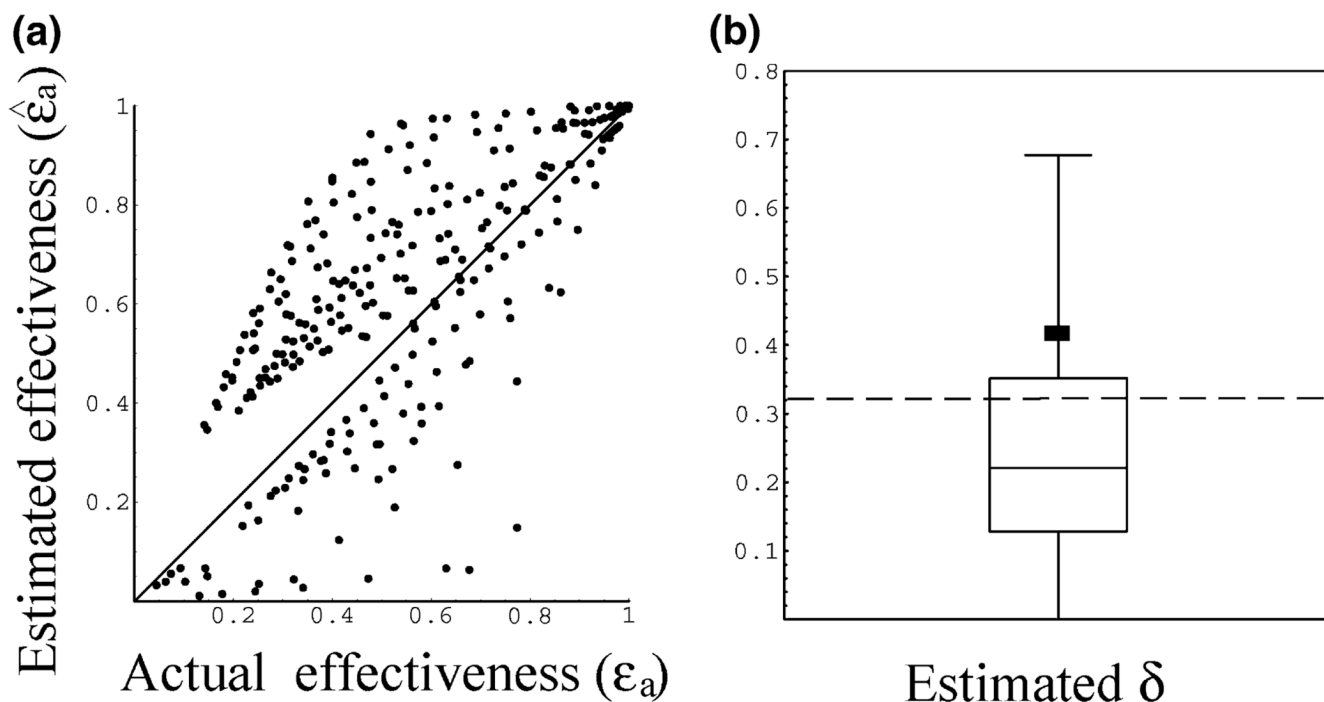 (a)
Estimated effectiveness (ε̂a)
1
0.8
0.6
0.4
0.2
0.2 0.4 0.6 0.8 1
Actual effectiveness (εa)
(b)
0.8
0.7
0.6
0.5
0.4
0.3
0.2
0.1
Estimated δ